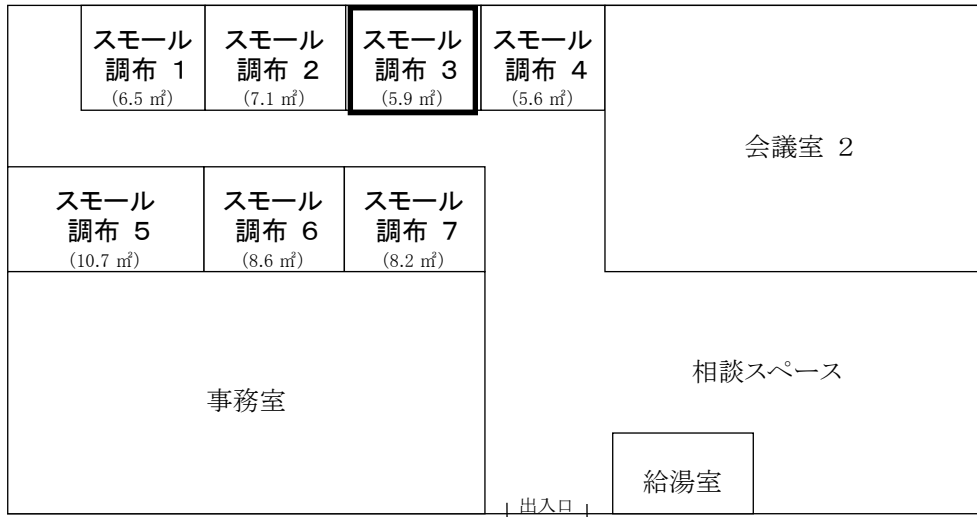 スモール
調布 1
(6.5 ㎡)
スモール
調布 2
(7.1 ㎡)
スモール
調布 3
(5.9 ㎡)
スモール
調布 4
(5.6 ㎡)
会議室 2
スモール
調布 5
(10.7 ㎡)
スモール
調布 6
(8.6 ㎡)
スモール
調布 7
(8.2 ㎡)
事務室
相談スペース
給湯室
出入口